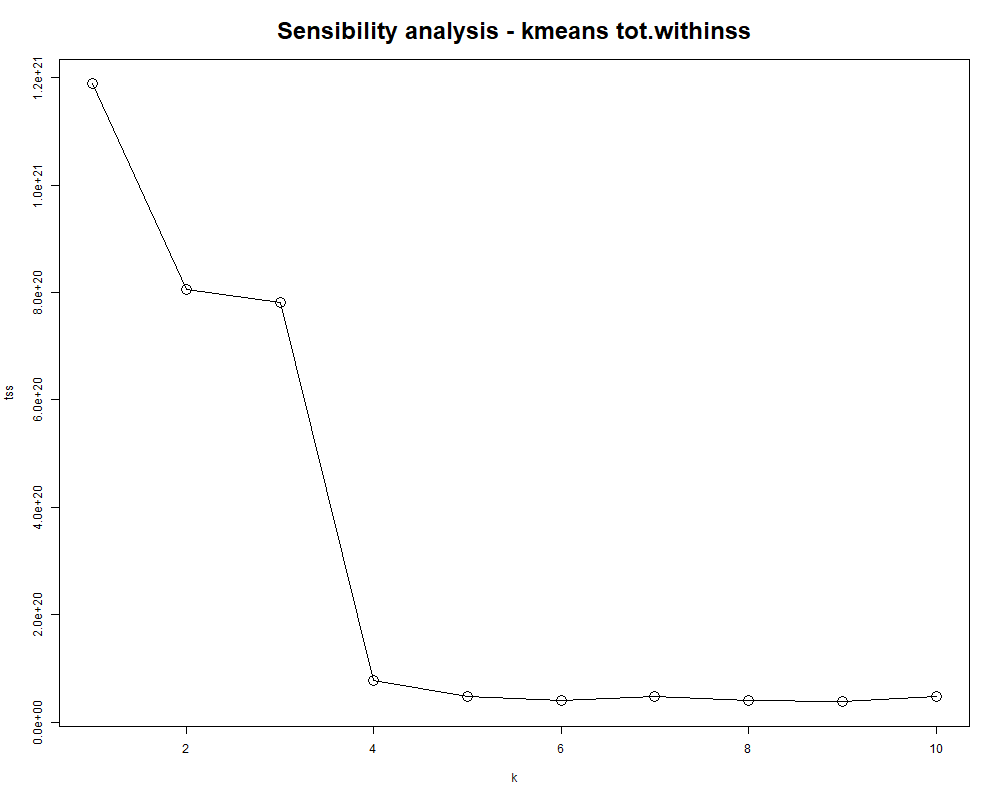 Sensibility analysis - kmeans tot.withinss
1.2e+21
1.0e+21
8.0e+20
6.0e+20
4.0e+20
2.0e+20
0.0e+00
tss
2 4 6 8 10
k